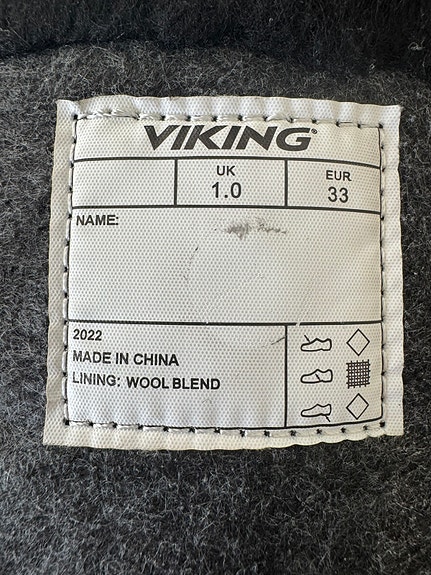 VIKING®
UK EUR
1.0 33
NAME:
2022
MADE IN CHINA
LINING: WOOL BLEND